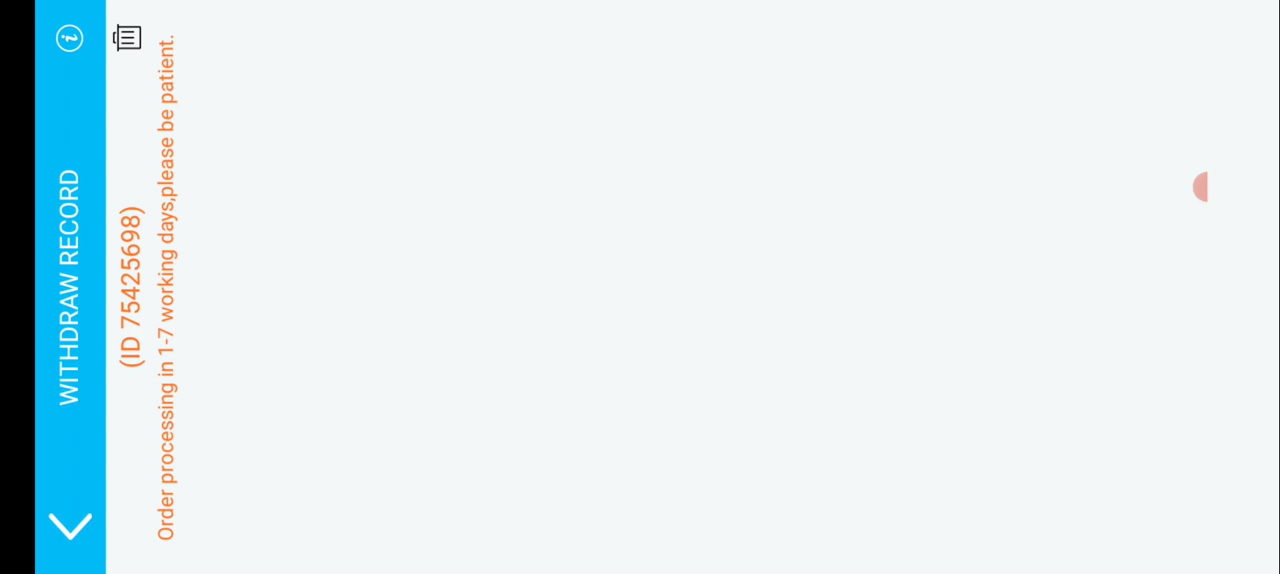 WITHDRAW RECORD
(ID 75425698)
Order processing in 1-7 working days,please be patient.